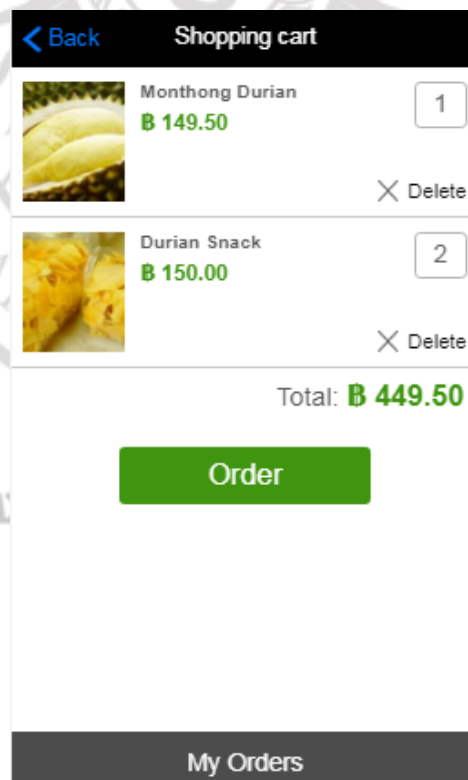 Back Shopping cart
Monthong Durian
฿ 149.50
1
Delete
Durian Snack
฿ 150.00
2
Delete
Total: ฿ 449.50
Order
My Orders